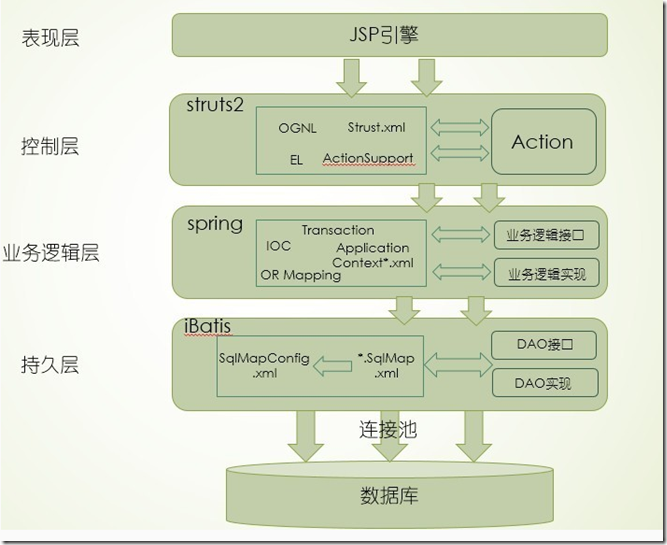 表现层
JSP引擎
struts2
控制层
OGNL
Strust.xml
EL
ActionSupport
Action
spring
业务逻辑层
Transaction
IOC
Application
Context*.xml
OR Mapping
业务逻辑接口
业务逻辑实现
iBatis
持久层
SqlMapConfig
.xml
*.SqlMap
.xml
DAO接口
DAO实现
连接池
数据库